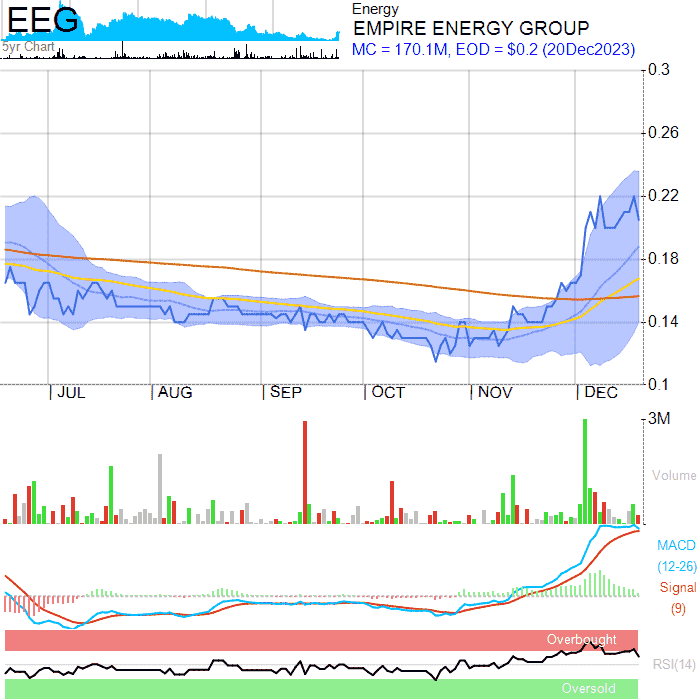 EEG
5yr Chart
Energy
EMPIRE ENERGY GROUP
MC = 170.1M, EOD = $0.2 (20Dec2023)
0.3
0.26
0.22
0.18
0.14
0.1
JUL AUG SEP OCT NOV DEC
3M
Volume
MACD
(12-26)
Signal
(9)
Overbought
RSI(14)
Oversold